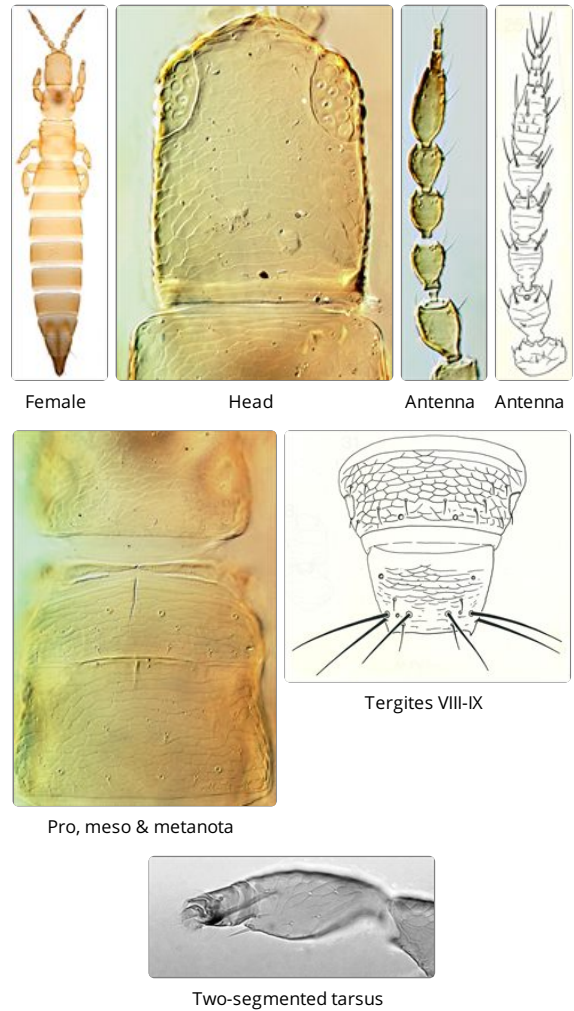 Female
Head
Antenna
Antenna
Pro, meso & metanota
Tergites VIII-IX
Two-segmented tarsus